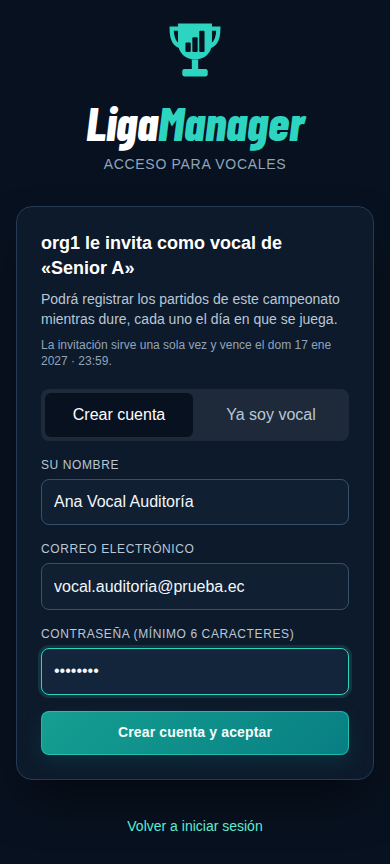 LigaManager
ACCESO PARA VOCALES
org1 le invita como vocal de
«Senior A»
Podrá registrar los partidos de este campeonato
mientras dure, cada uno el día en que se juega.
La invitación sirve una sola vez y vence el dom 17 ene
2027 · 23:59.
Crear cuenta Ya soy vocal
SU NOMBRE
Ana Vocal Auditoría
CORREO ELECTRÓNICO
vocal.auditoria@prueba.ec
CONTRASEÑA (MÍNIMO 6 CARACTERES)
••••••••
Crear cuenta y aceptar
Volver a iniciar sesión